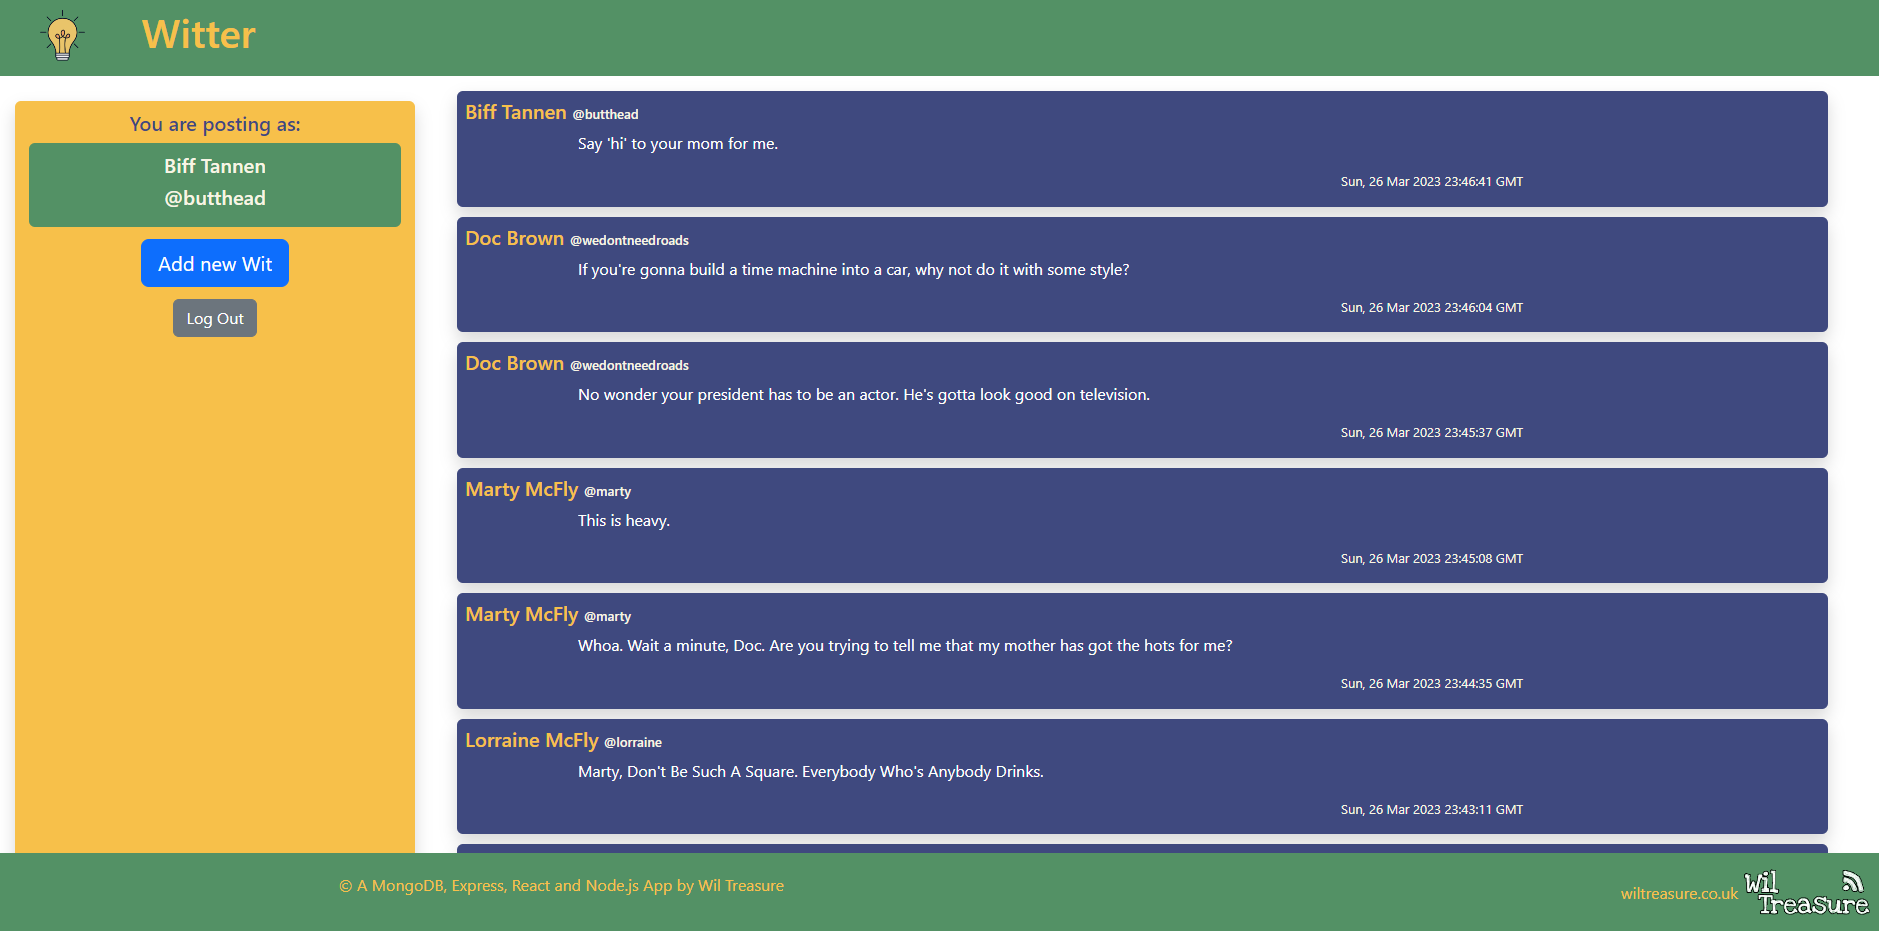 Witter
You are posting as:
Biff Tannen
@butthead
Add new Wit
Log Out
Biff Tannen @butthead
Say 'hi' to your mom for me.
Sun, 26 Mar 2023 23:46:41 GMT
Doc Brown @wedontneedroads
If you're gonna build a time machine into a car, why not do it with some style?
Sun, 26 Mar 2023 23:46:04 GMT
Doc Brown @wedontneedroads
No wonder your president has to be an actor. He's gotta look good on television.
Sun, 26 Mar 2023 23:45:37 GMT
Marty McFly @marty
This is heavy.
Sun, 26 Mar 2023 23:45:08 GMT
Marty McFly @marty
Whoa. Wait a minute, Doc. Are you trying to tell me that my mother has got the hots for me?
Sun, 26 Mar 2023 23:44:35 GMT
Lorraine McFly @lorraine
Marty, Don't Be Such A Square. Everybody Who's Anybody Drinks.
Sun, 26 Mar 2023 23:43:11 GMT
© A MongoDB, Express, React and Node.js App by Wil Treasure
wiltreasure.co.uk
Wil
Treasure